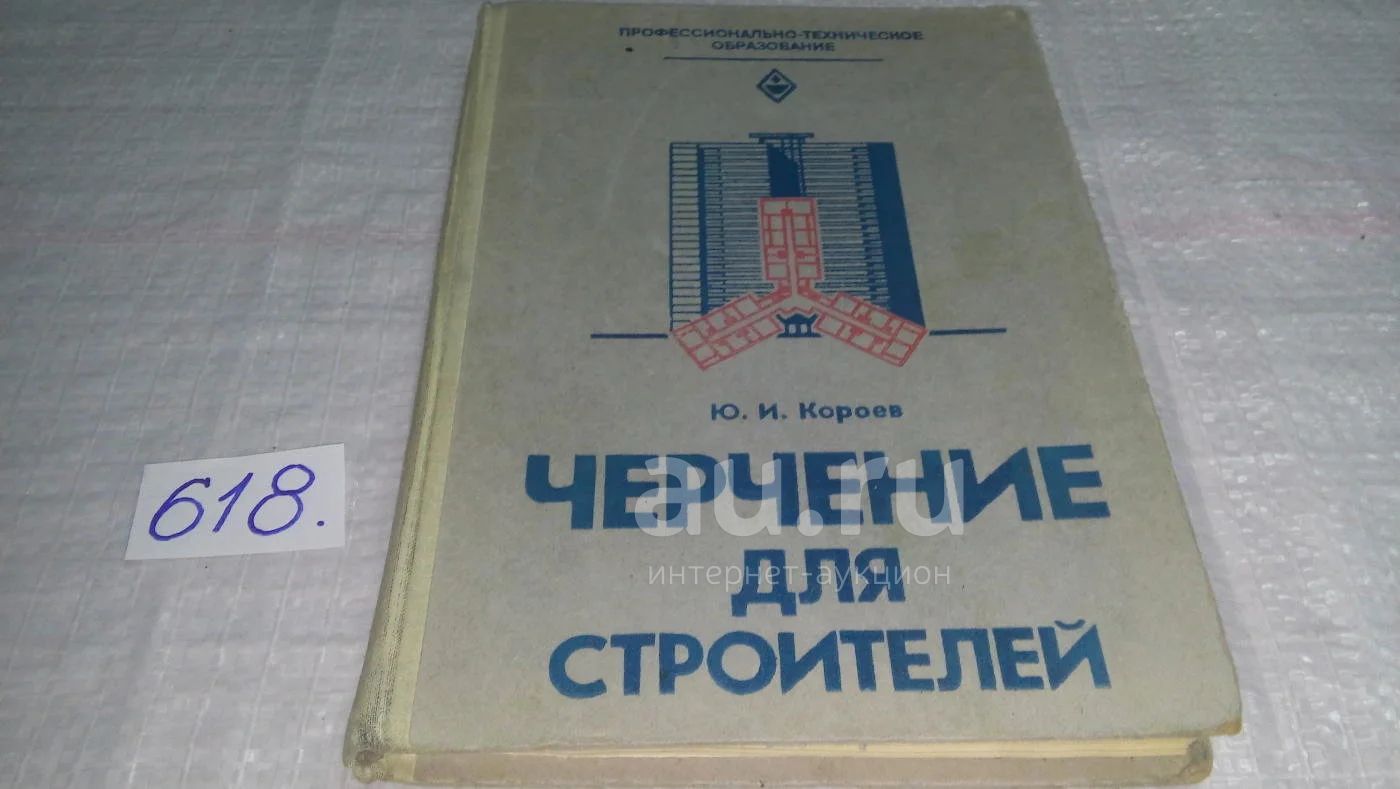 ПРОФЕССИОНАЛЬНО-ТЕХНИЧЕСКОЕ
ОБРАЗОВАНИЕ
Ю. И. Короев
ЧЕРЧЕНИЕ
au.ru
ДЛЯ
интернет-аукцион
СТРОИТЕЛЕЙ
618.